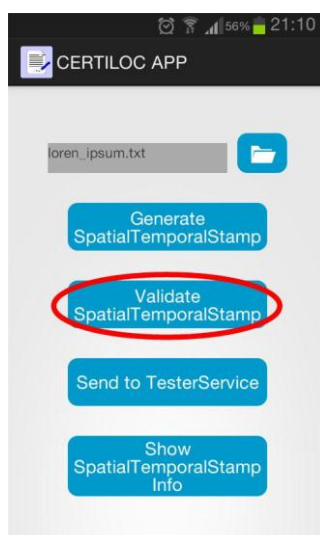 56% 21:10
CERTILOC APP
loren_ipsum.txt
Generate
SpatialTemporalStamp
Validate
SpatialTemporalStamp
Send to TesterService
Show
SpatialTemporalStamp
Info